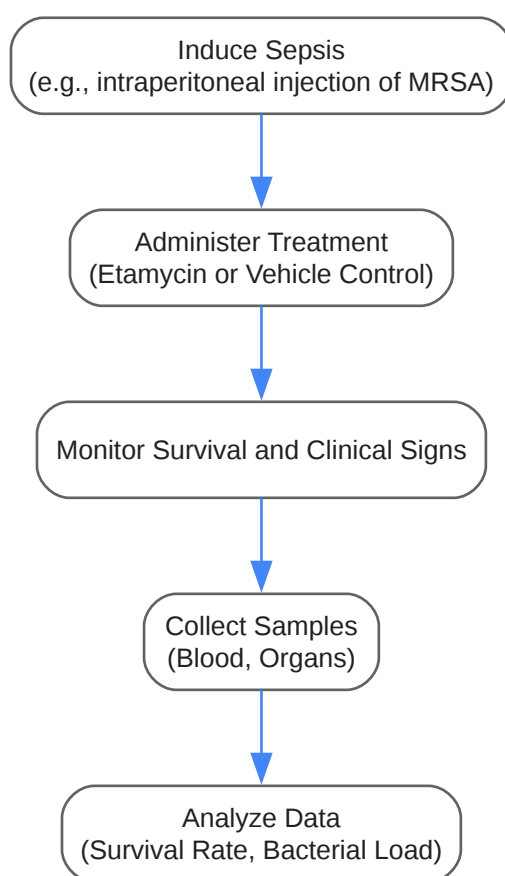 Induce Sepsis
(e.g., intraperitoneal injection of MRSA)
Administer Treatment
(Etamycin or Vehicle Control)
Monitor Survival and Clinical Signs
Collect Samples
(Blood, Organs)
Analyze Data
(Survival Rate, Bacterial Load)